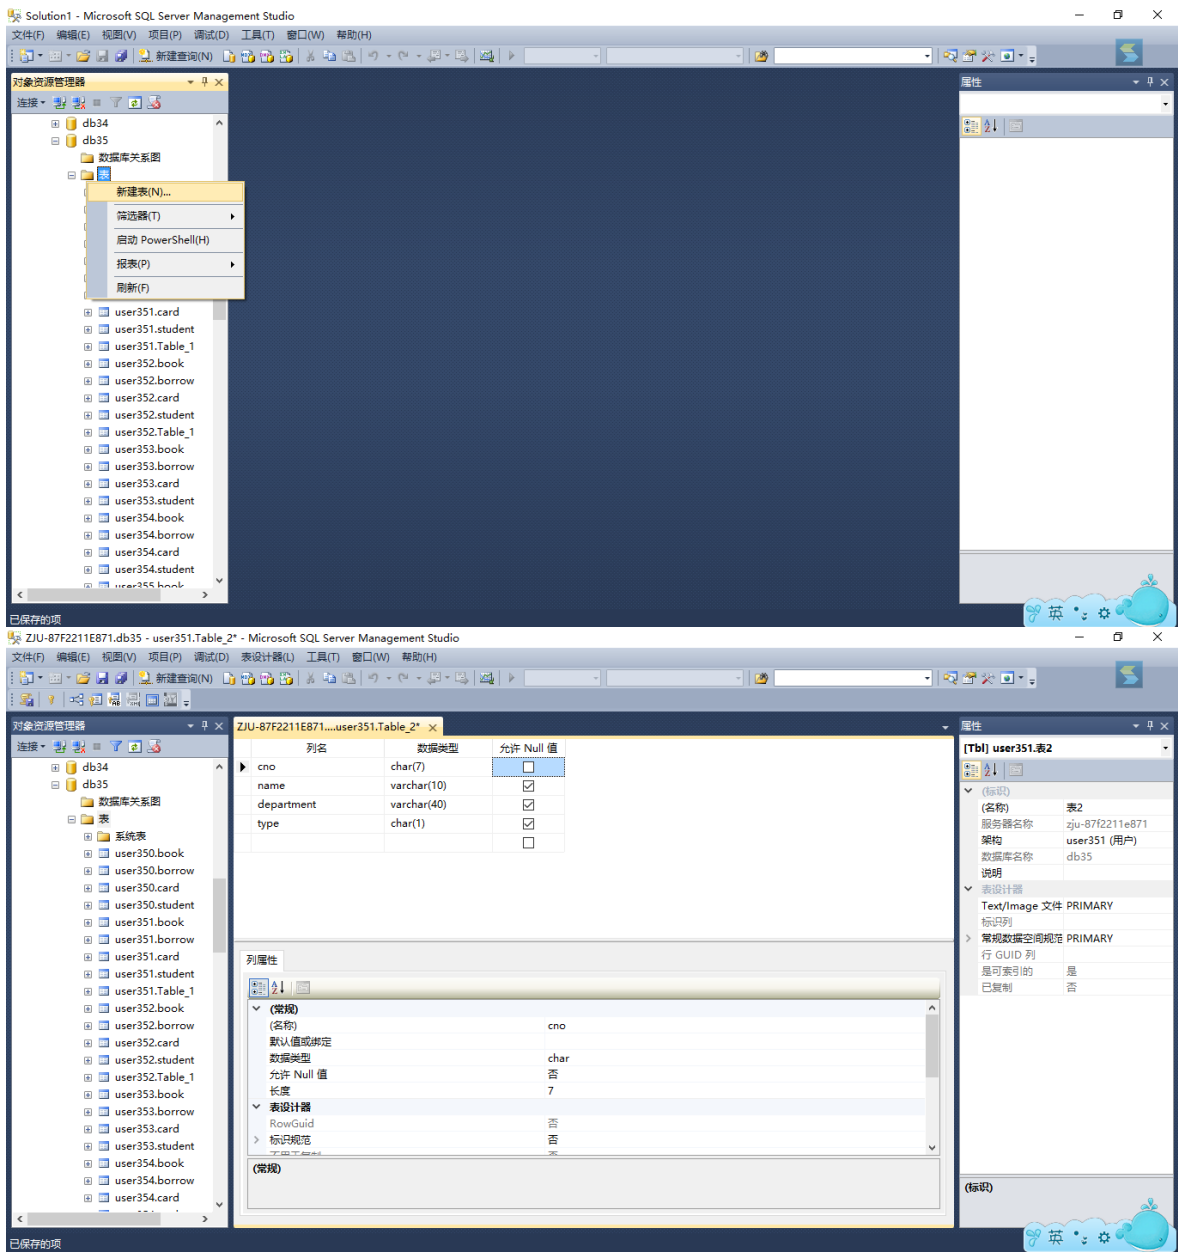 Solution1 - Microsoft SQL Server Management Studio
文件(F) 编辑(E) 视图(V) 项目(P) 调试(D) 工具(T) 窗口(W) 帮助(H)
新建查询(N)
对象资源管理器
属性
连接
db34
db35
数据库关系图
表
新建表(N)...
筛选器(T)
启动 PowerShell(H)
报表(P)
刷新(F)
user351.card
user351.student
user351.Table_1
user352.book
user352.borrow
user352.card
user352.student
user352.Table_1
user353.book
user353.borrow
user353.card
user353.student
user354.book
user354.borrow
user354.card
user354.student
user355.book
英
已保存的项
ZJU-87F2211E871.db35 - user351.Table_2* - Microsoft SQL Server Management Studio
文件(F) 编辑(E) 视图(V) 项目(P) 调试(D) 表设计器(L) 工具(T) 窗口(W) 帮助(H)
新建查询(N)
对象资源管理器
连接
db34
db35
数据库关系图
表
系统表
user350.book
user350.borrow
user350.card
user350.student
user351.book
user351.borrow
user351.card
user351.student
user351.Table_1
user352.book
user352.borrow
user352.card
user352.student
user352.Table_1
user353.book
user353.borrow
user353.card
user353.student
user354.book
user354.borrow
user354.card
ZJU-87F2211E871....user351.Table_2*
列名 数据类型 允许 Null 值
cno char(7)
name varchar(10)
department varchar(40)
type char(1)
列属性
(常规)
(名称) cno
默认值或绑定
数据类型 char
允许 Null 值 否
长度 7
表设计器
RowGuid 否
标识规范 否
不用于复制 否
(常规)
属性
[Tbl] user351.表2
(标识)
(名称) 表2
服务器名称 zju-87f2211e871
架构 user351 (用户)
数据库名称 db35
说明
表设计器
Text/Image 文件 PRIMARY
标识列
常规数据空间规范 PRIMARY
行 GUID 列
是可索引的 是
已复制 否
(标识)
英
已保存的项